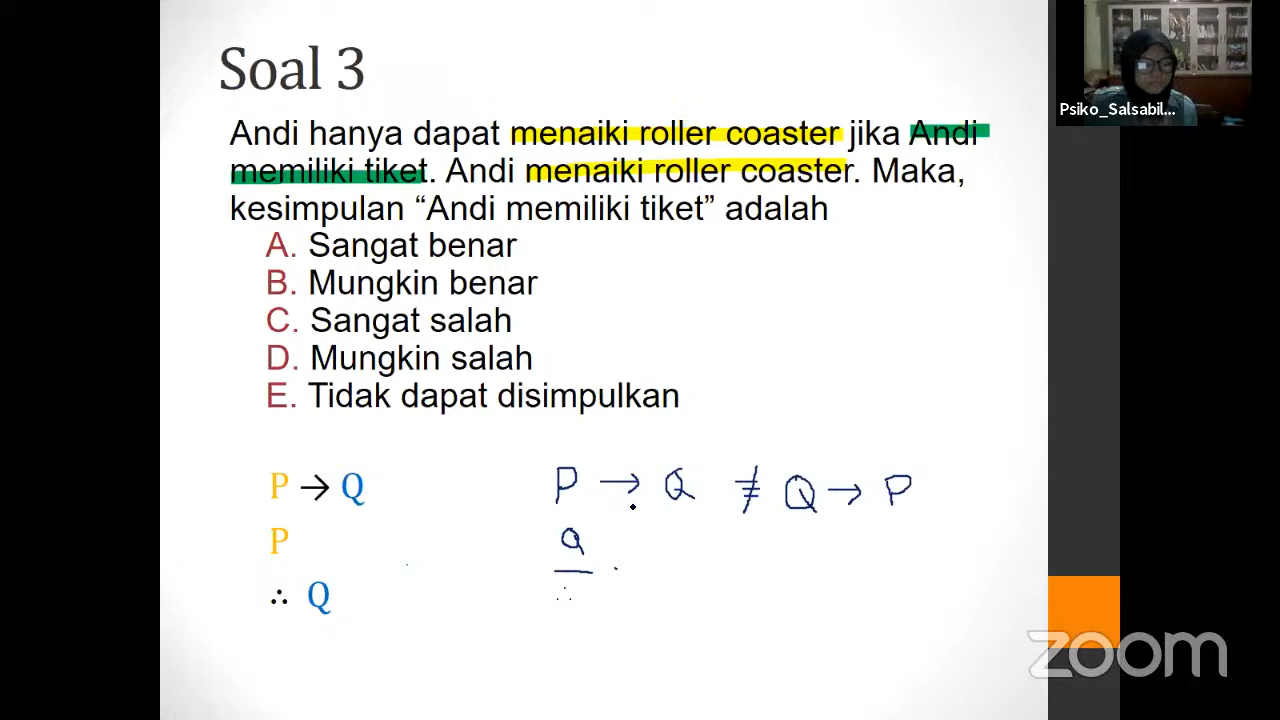 Soal 3
Andi hanya dapat menaiki roller coaster jika Andi
memiliki tiket. Andi menaiki roller coaster. Maka,
kesimpulan “Andi memiliki tiket” adalah
A. Sangat benar
B. Mungkin benar
C. Sangat salah
D. Mungkin salah
E. Tidak dapat disimpulkan
P → Q
P
∴ Q
P → Q ≢ Q → P
Q
∴
Psiko_Salsabil...
zoom